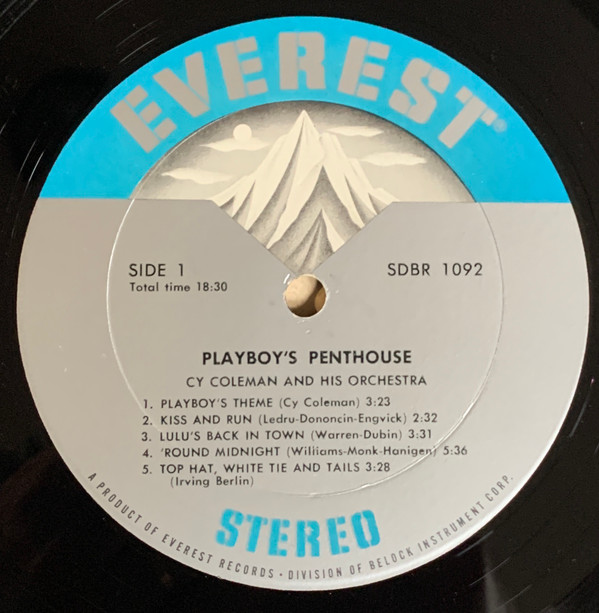 EVEREST®
SIDE 1
Total time 18:30
SDBR 1092
PLAYBOY'S PENTHOUSE
CY COLEMAN AND HIS ORCHESTRA
1. PLAYBOY'S THEME (Cy Coleman) 3:23
2. KISS AND RUN (Ledru-Dononcin-Engvick) 2:32
3. LULU'S BACK IN TOWN (Warren-Dubin) 3:31
4. 'ROUND MIDNIGHT (Williams-Monk-Hanigen) 5:36
5. TOP HAT, WHITE TIE AND TAILS 3:28
(Irving Berlin)
STEREO
A PRODUCT OF EVEREST RECORDS • DIVISION OF BELOCK INSTRUMENT CORP.